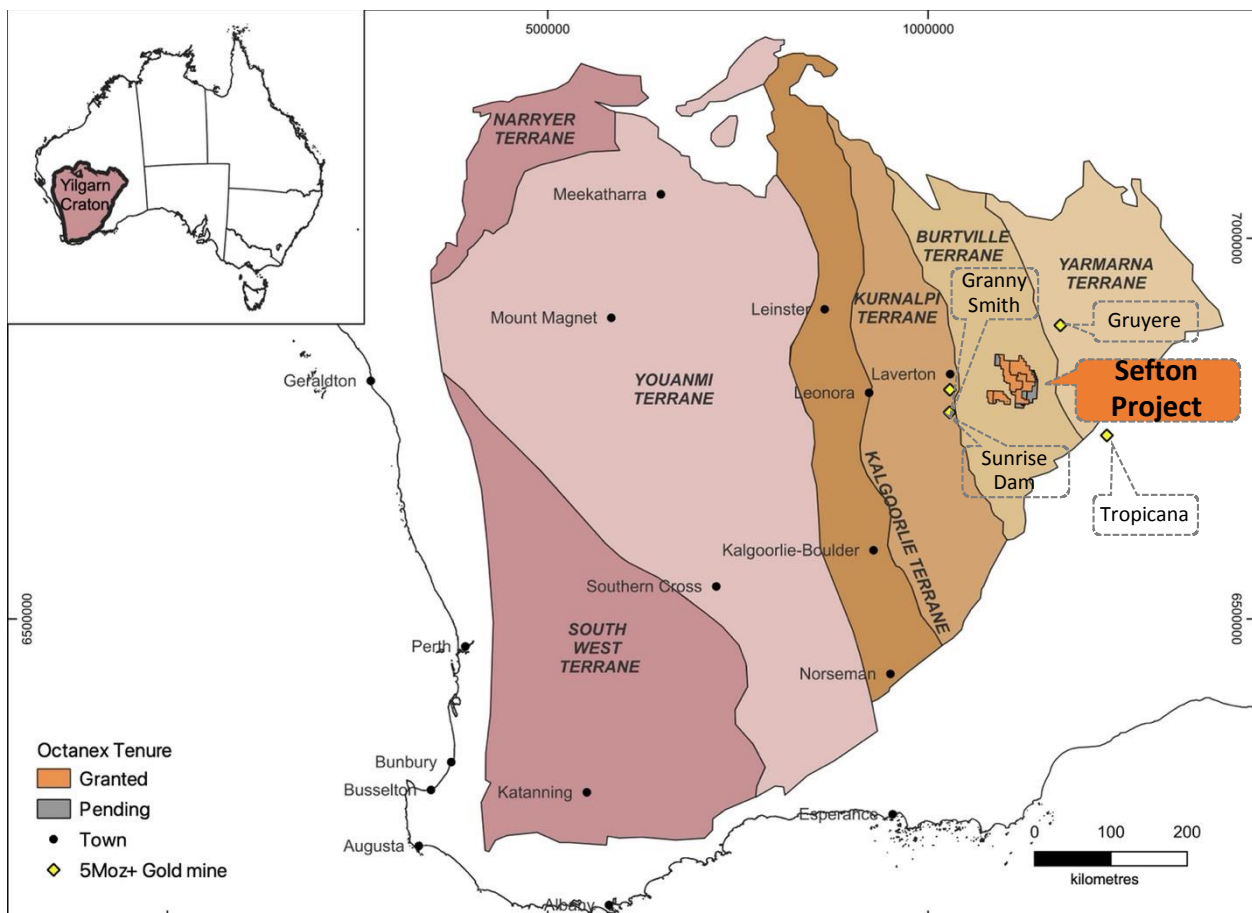 500000
1000000
Yilgarn
Craton
NARRYER
TERRANE
Meekatharra
7000000
BURTVILLE
TERRANE
YARMARNA
TERRANE
Granny
Smith
KURNALPI
TERRANE
Leinster
Mount Magnet
Gruyere
Geraldton
YOUANMI
TERRANE
Laverton
Leonora
Sefton
Project
Sunrise
Dam
KALGOORLIE TERRANE
Tropicana
Kalgoorlie-Boulder
Southern Cross
6500000
6500000
SOUTH
WEST
TERRANE
Perth
Norseman
Octanex Tenure
Granted
Pending
Town
5Moz+ Gold mine
Bunbury
Busselton
Katanning
Augusta
Esperance
Albany
0 100 200
kilometres